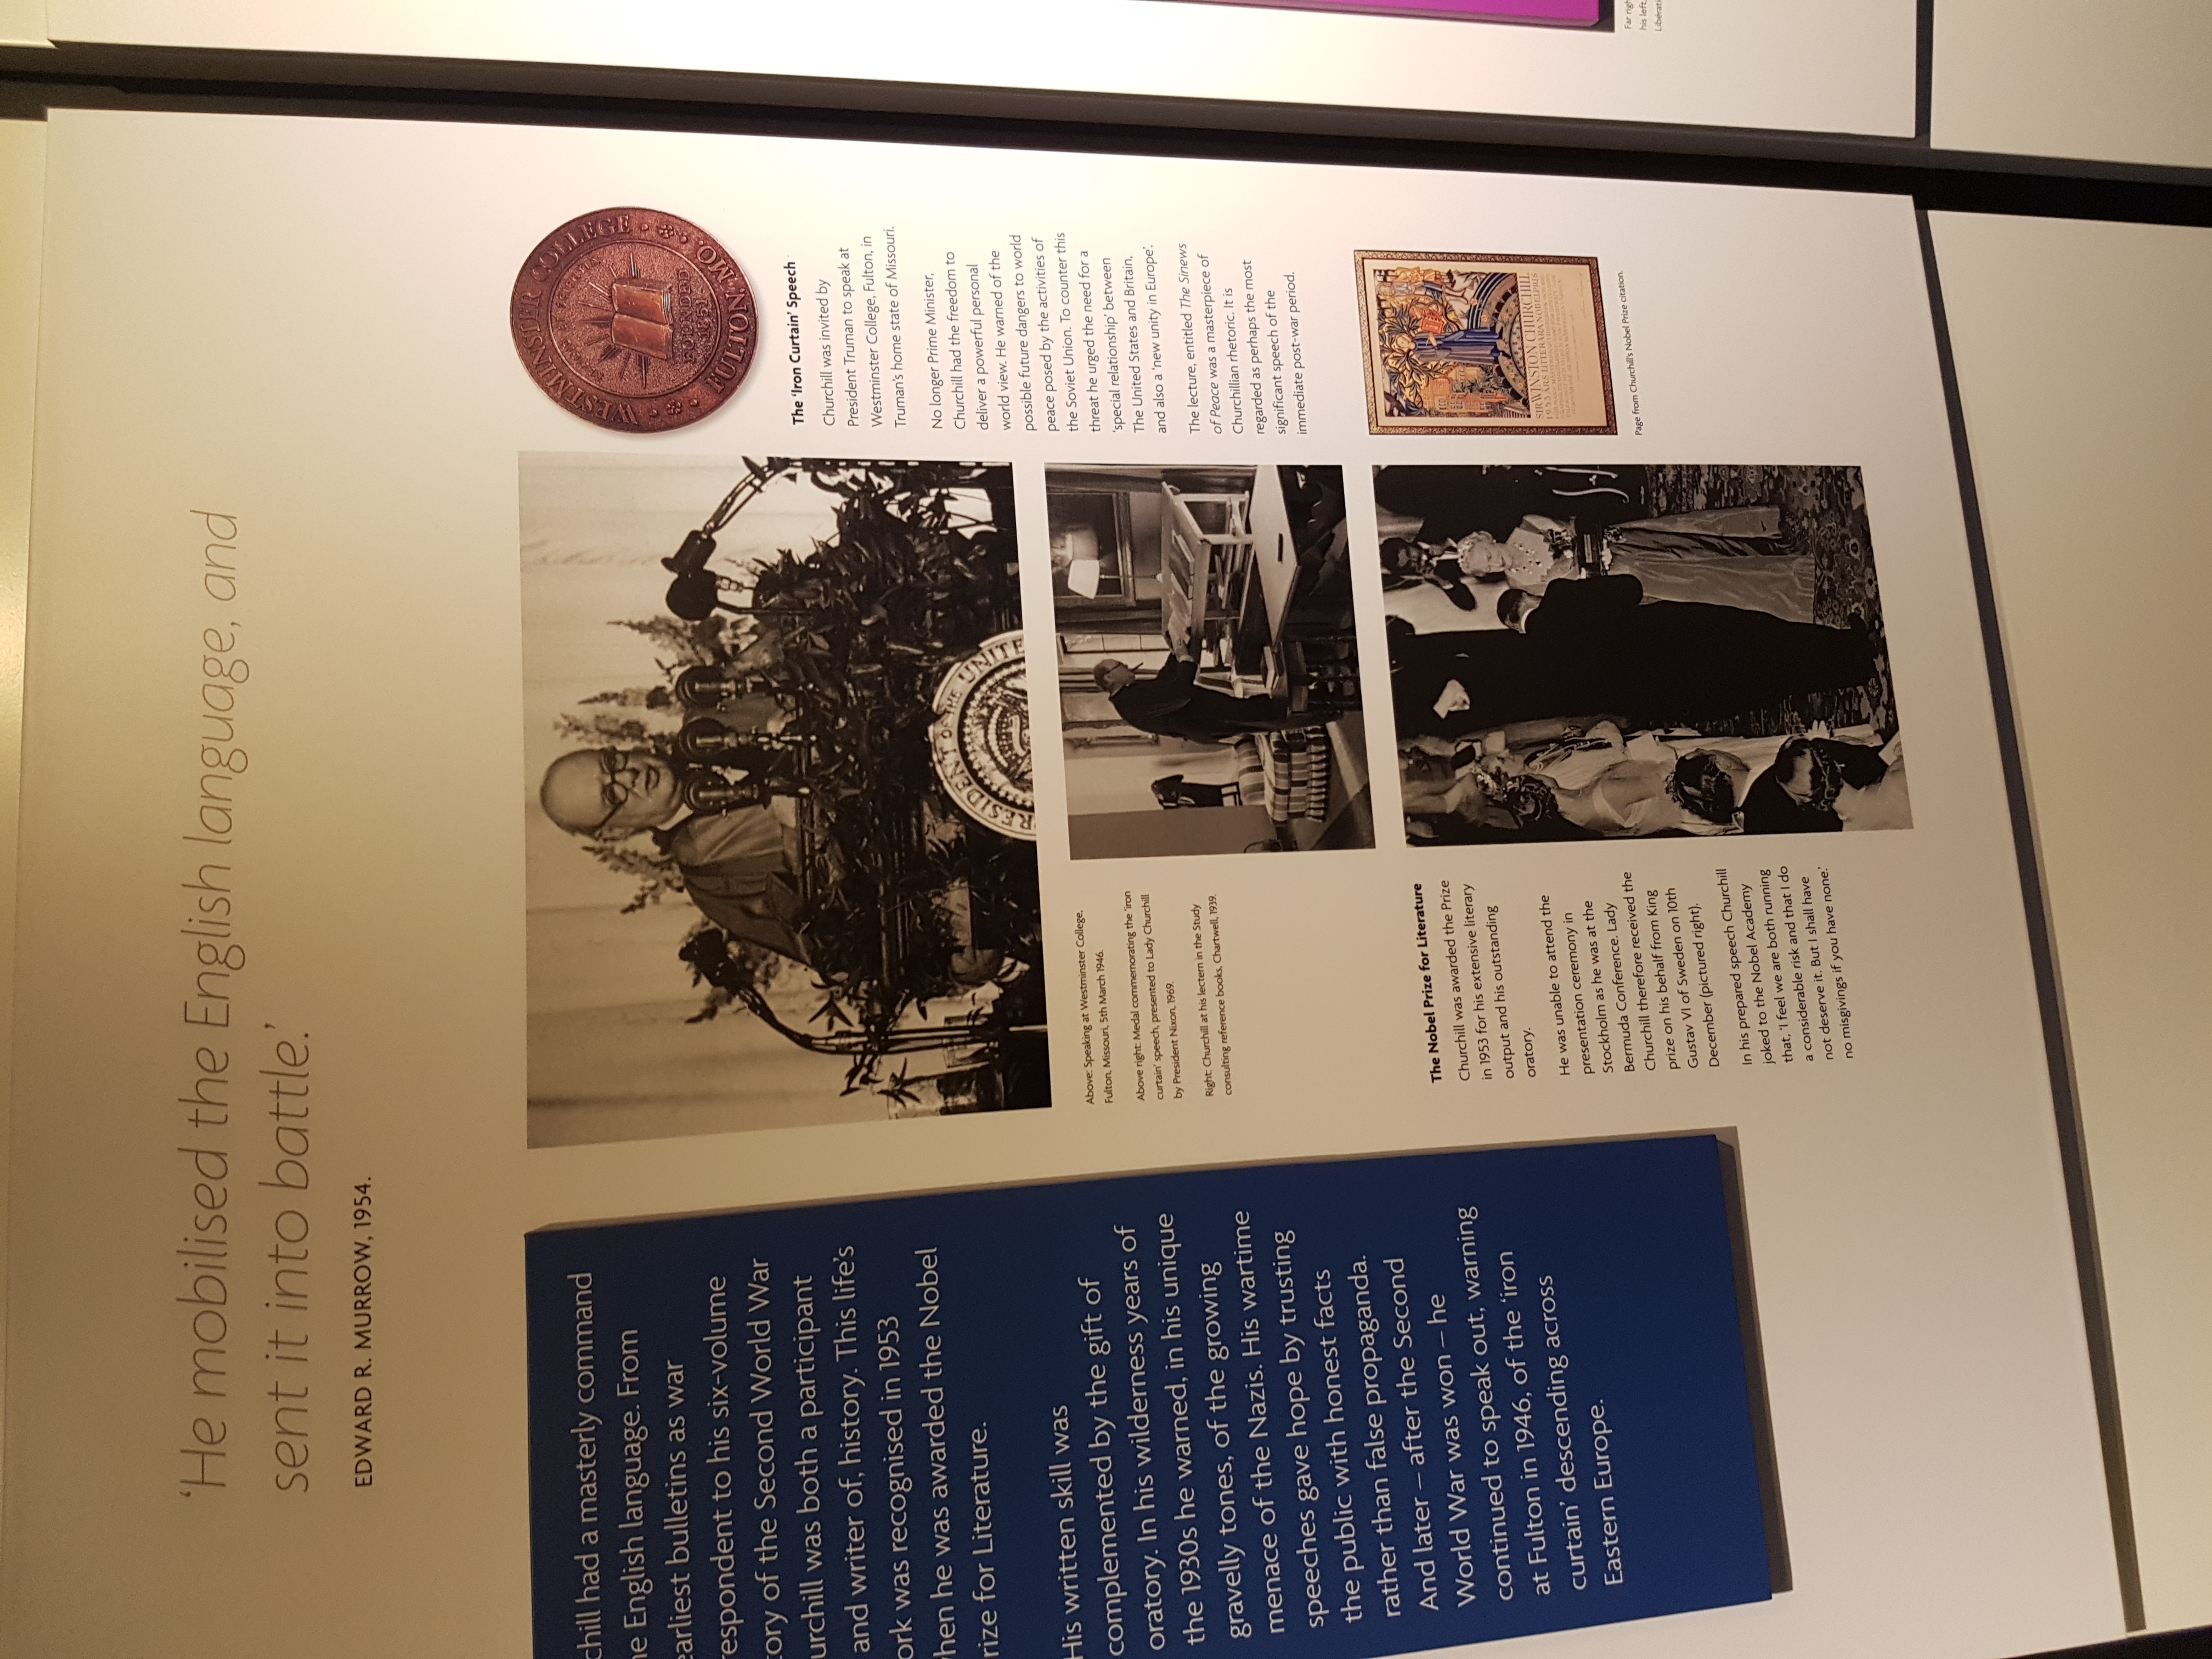 'He mobilised the English language, and
sent it into battle.'
EDWARD R. MURROW, 1954.
had a masterly command
English language. From
earliest bulletins as war
to his six-volume
of the Second World War
was both a participant
and writer of, history. This life's
was recognised in 1953
when he was awarded the Nobel
for Literature.
His written skill was
complemented by the gift of
oratory. In his wilderness years of
the 1930s he warned, in his unique
gravelly tones, of the growing
menace of the Nazis. His wartime
speeches gave hope by trusting
the public with honest facts
rather than false propaganda.
And later – after the Second
World War was won – he
continued to speak out, warning
at Fulton in 1946, of the 'iron
curtain' descending across
Eastern Europe.
PRESIDENT OF THE UNITE
Above: Speaking at Westminster College,
Fulton, Missouri, 5th March 1946.
Above right: Medal commemorating the 'iron
curtain' speech, presented to Lady Churchill
by President Nixon, 1969.
Right: Churchill at his lectern in the Study
consulting reference books, Chartwell, 1939.
The Nobel Prize for Literature
Churchill was awarded the Prize
in 1953 for his extensive literary
output and his outstanding
oratory.
He was unable to attend the
presentation ceremony in
Stockholm as he was at the
Bermuda Conference. Lady
Churchill therefore received the
prize on his behalf from King
Gustav VI of Sweden on 10th
December (pictured right).
In his prepared speech Churchill
joked to the Nobel Academy
that, 'I feel we are both running
a considerable risk and that I do
not deserve it. But I shall have
no misgivings if you have none.'
WESTMINSTER COLLEGE
FULTON MO
FOUNDED
1851
The 'Iron Curtain' Speech
Churchill was invited by
President Truman to speak at
Westminster College, Fulton, in
Truman's home state of Missouri.
No longer Prime Minister,
Churchill had the freedom to
deliver a powerful personal
world view. He warned of the
possible future dangers to world
peace posed by the activities of
the Soviet Union. To counter this
threat he urged the need for a
'special relationship' between
The United States and Britain,
and also a 'new unity in Europe'.
The lecture, entitled The Sinews
of Peace was a masterpiece of
Churchillian rhetoric. It is
regarded as perhaps the most
significant speech of the
immediate post-war period.
SIR WINSTON CHURCHILL
Page from Churchill's Nobel Prize citation.
Far
his left,